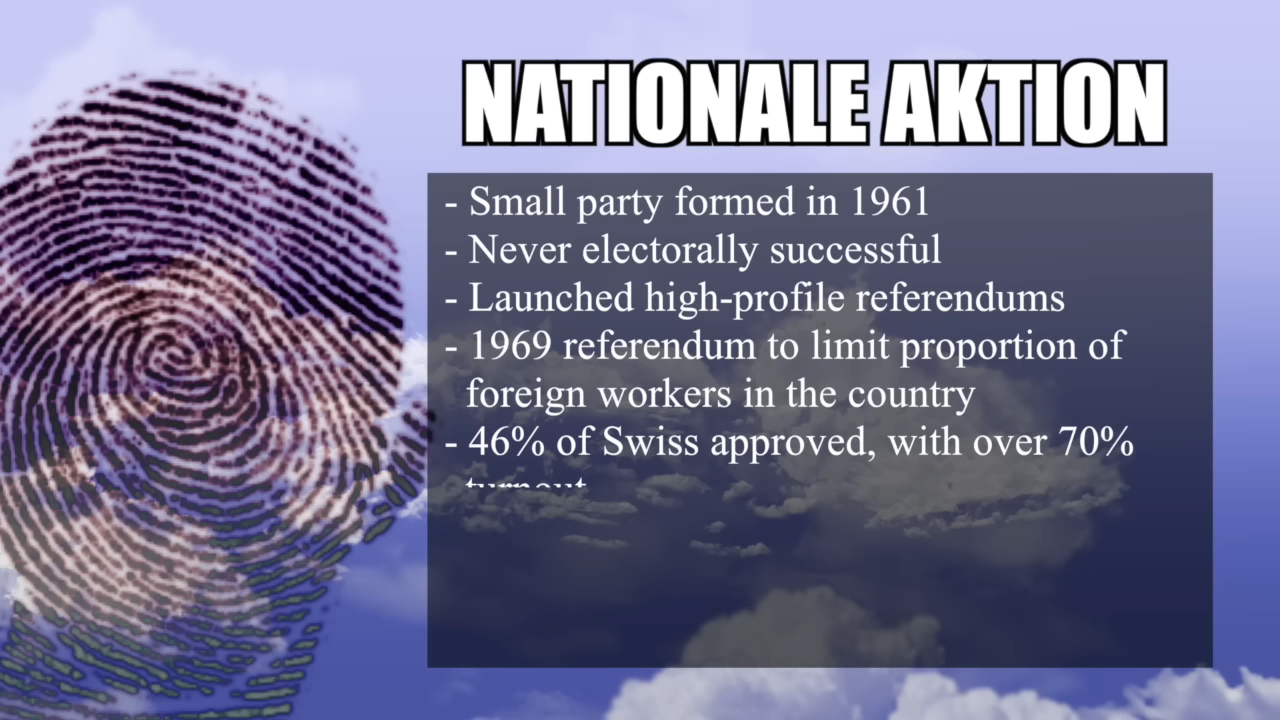 NATIONALE AKTION
- Small party formed in 1961
- Never electorally successful
- Launched high-profile referendums
- 1969 referendum to limit proportion of
foreign workers in the country
- 46% of Swiss approved, with over 70%
turnout